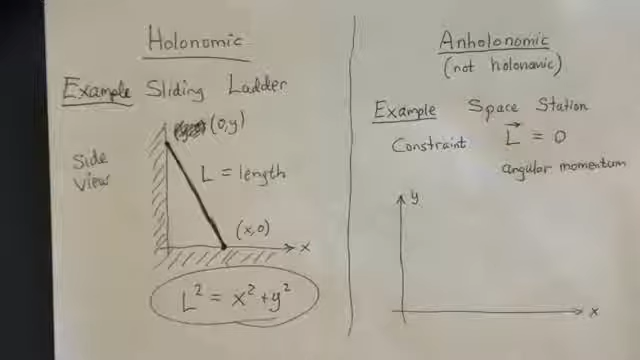 Holonomic
Example Sliding Ladder
(0,y)
Side
view
L = length
(x,0)
x
L² = x² + y²
Anholonomic
(not holonomic)
Example Space Station
Constraint L⃗ = 0
angular momentum
y
x